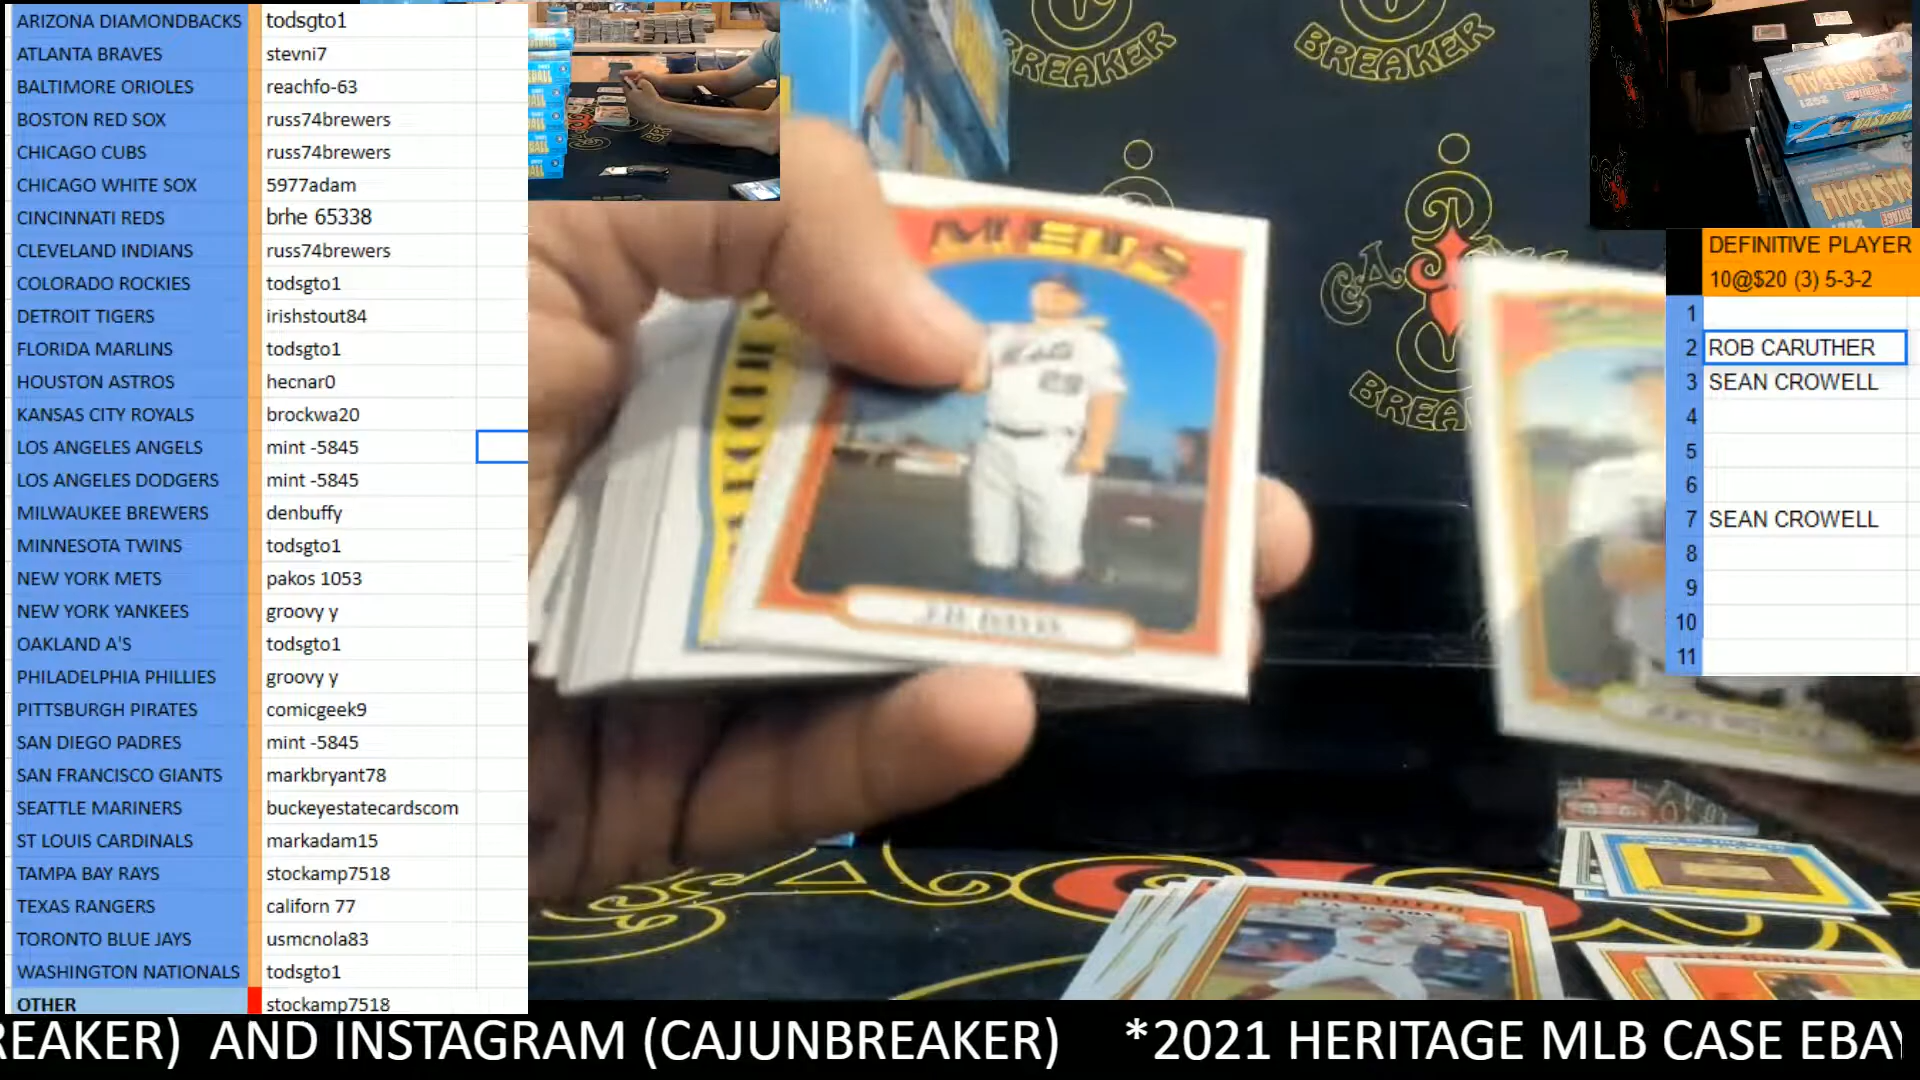 ARIZONA DIAMONDBACKS todsgto1
ATLANTA BRAVES stevni7
BALTIMORE ORIOLES reachfo-63
BOSTON RED SOX russ74brewers
CHICAGO CUBS russ74brewers
CHICAGO WHITE SOX 5977adam
CINCINNATI REDS brhe 65338
CLEVELAND INDIANS russ74brewers
COLORADO ROCKIES todsgto1
DETROIT TIGERS irishstout84
FLORIDA MARLINS todsgto1
HOUSTON ASTROS hecnar0
KANSAS CITY ROYALS brockwa20
LOS ANGELES ANGELS mint -5845
LOS ANGELES DODGERS mint -5845
MILWAUKEE BREWERS denbuffy
MINNESOTA TWINS todsgto1
NEW YORK METS pakos 1053
NEW YORK YANKEES groovy y
OAKLAND A'S todsgto1
PHILADELPHIA PHILLIES groovy y
PITTSBURGH PIRATES comicgeek9
SAN DIEGO PADRES mint -5845
SAN FRANCISCO GIANTS markbryant78
SEATTLE MARINERS buckeyestatecardscom
ST LOUIS CARDINALS markadam15
TAMPA BAY RAYS stockamp7518
TEXAS RANGERS californ 77
TORONTO BLUE JAYS usmcnola83
WASHINGTON NATIONALS todsgto1
OTHER stockamp7518
BREAKER
BREAKER
METS
BASEBALL
2021
BASEBALL
DEFINITIVE PLAYER
10@$20 (3) 5-3-2
1
2 ROB CARUTHER
3 SEAN CROWELL
4
5
6
7 SEAN CROWELL
8
9
10
11
REAKER) AND INSTAGRAM (CAJUNBREAKER) *2021 HERITAGE MLB CASE EBAY